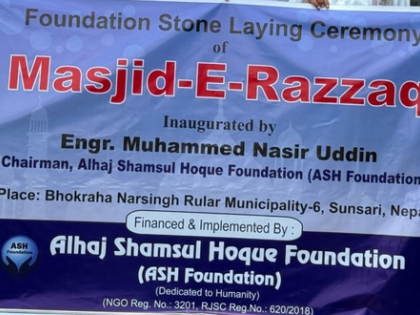 Foundation Stone Laying Ceremony
of
Masjid-E-Razzaq
Inaugurated by
Engr. Muhammed Nasir Uddin
Chairman, Alhaj Shamsul Hoque Foundation (ASH Foundation
Place: Bhokraha Narsingh Rular Municipality-6, Sunsari, Nep
Financed & Implemented By :
ASH
Foundation
Alhaj Shamsul Hoque Foundation
(ASH Foundation)
(Dedicated to Humanity)
(NGO Reg. No.: 3201, RJSC Reg.No.: 620/2018)